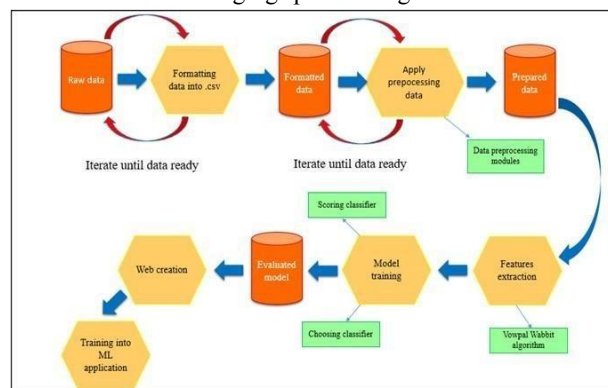 Raw data
Formatting
data into .csv
Formatted
data
Apply
prepocessing
data
Prepared
data
Iterate until data ready
Iterate until data ready
Data preprocessing
modules
Scoring classifier
Web creation
Evaluated
model
Model
training
Features
extraction
Choosing classifier
Vowpal Wabbit
algorithm
Training into
ML
application